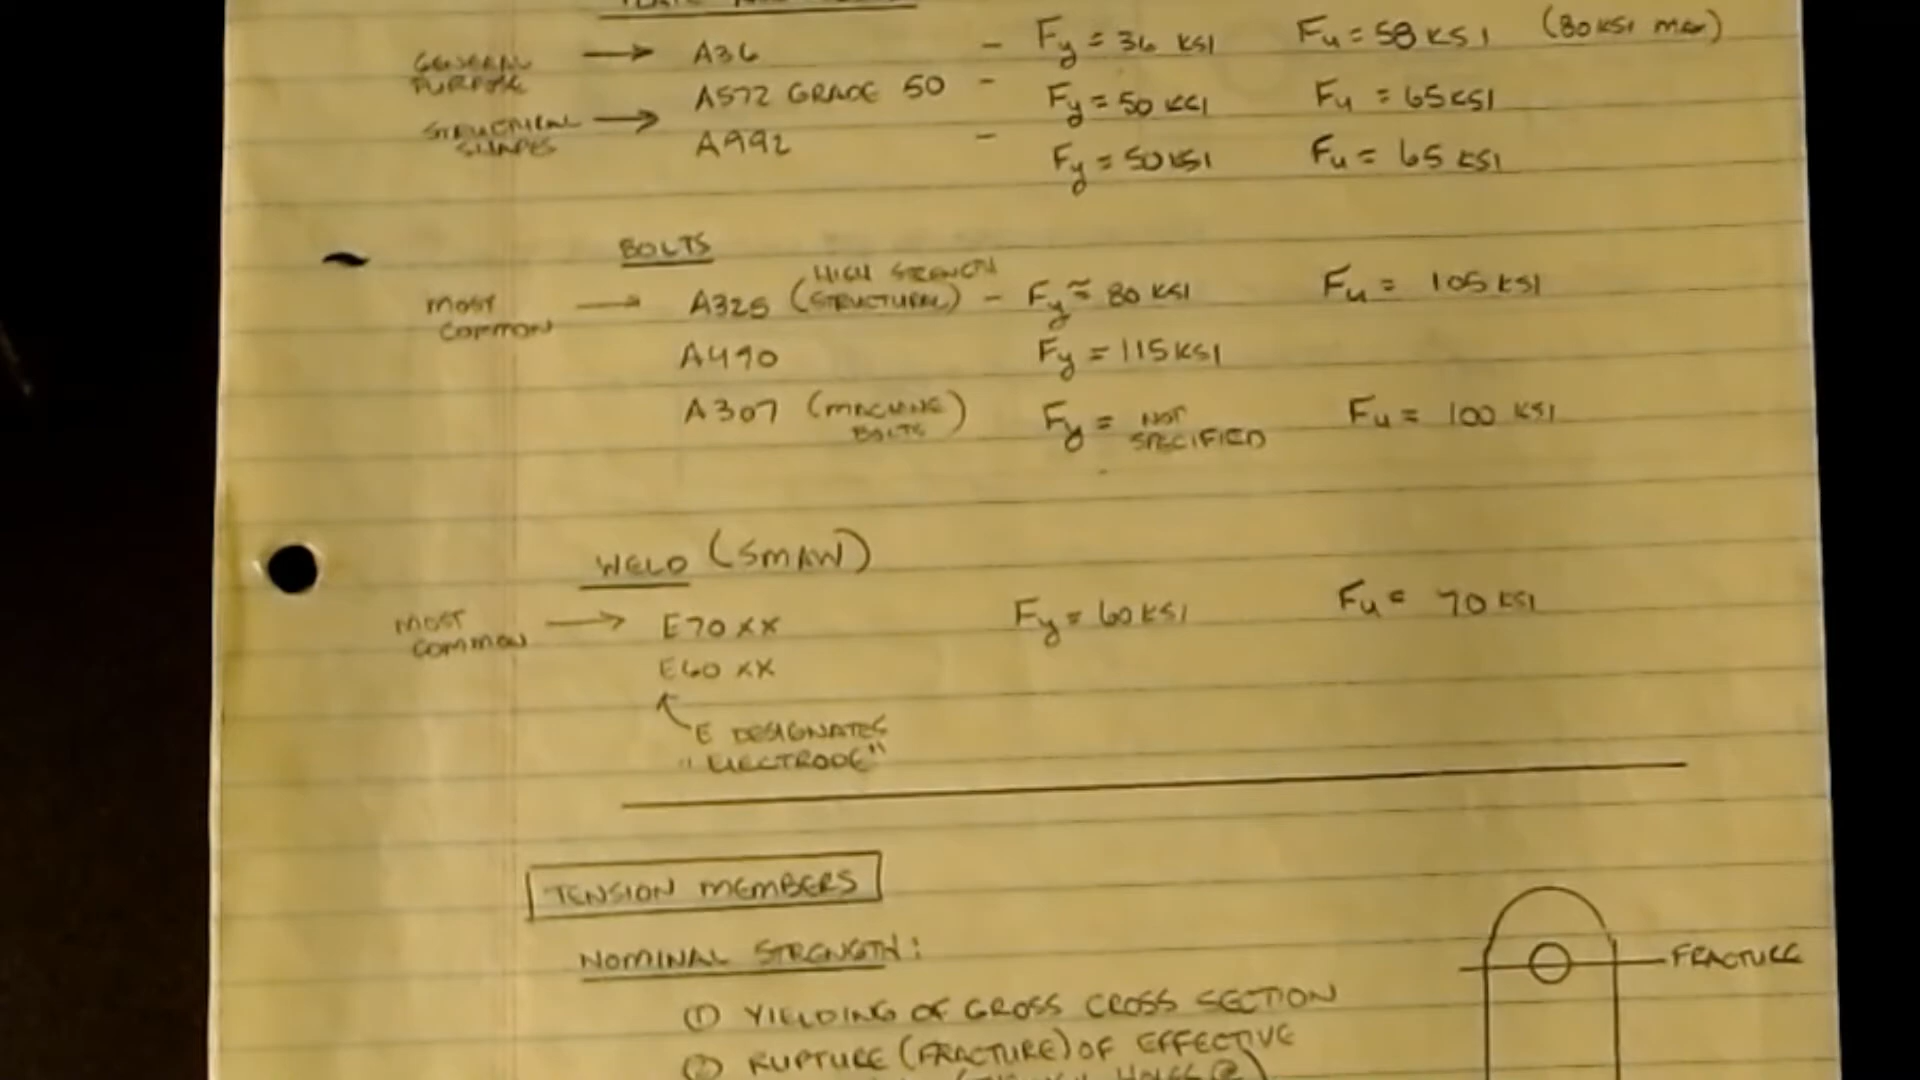 GENERAL PURPOSE → A36 - Fy = 36 KSI Fu = 58 KSI (80 KSI max)
A572 GRADE 50 - Fy = 50 KSI Fu = 65 KSI
STRUCTURAL SHAPES → A992 - Fy = 50 KSI Fu = 65 KSI
BOLTS
MOST COMMON → A325 (HIGH STRENGTH STRUCTURAL) - Fy ≈ 80 KSI Fu = 105 KSI
A490 Fy = 115 KSI
A307 (MACHINE BOLTS) Fy = NOT SPECIFIED Fu = 100 KSI
WELD (SMAW)
MOST COMMON → E70 XX Fy = 60 KSI Fu = 70 KSI
E60 XX
E DESIGNATES
"ELECTRODE"
TENSION MEMBERS
NOMINAL STRENGTH:
FRACTURE
① YIELDING OF GROSS CROSS SECTION
② RUPTURE (FRACTURE) OF EFFECTIVE